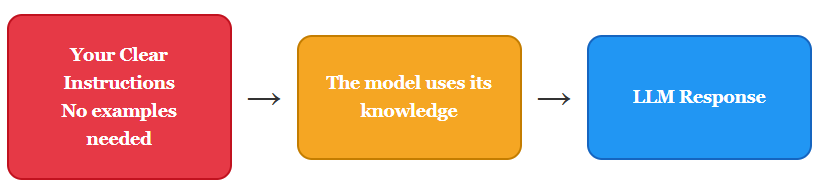 Your Clear
Instructions
No examples
needed
The model uses its
knowledge
LLM Response